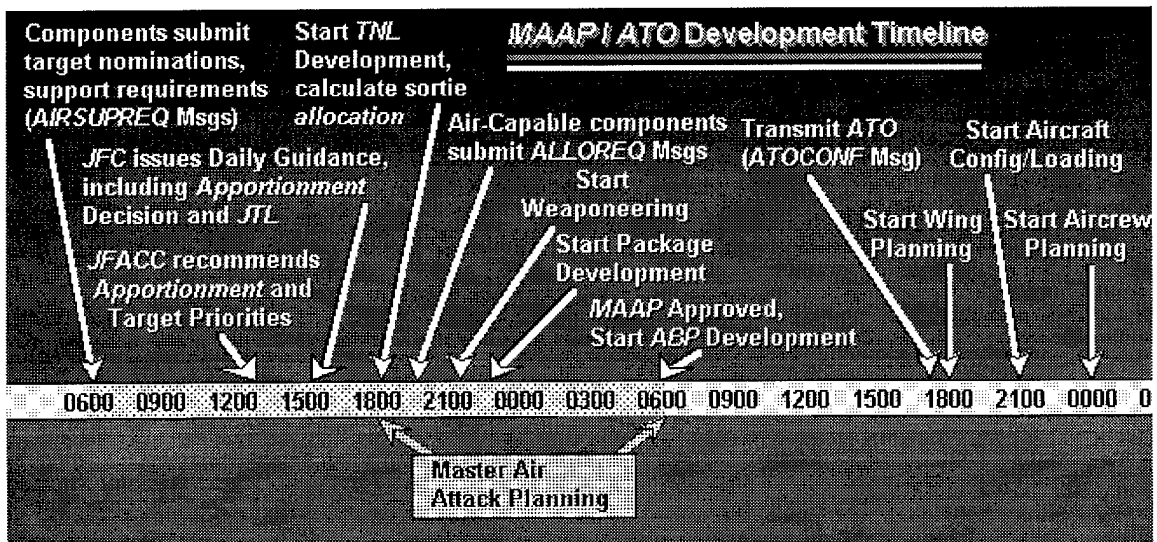 MAAP / ATO Development Timeline
Components submit
target nominations,
support requirements
(AIRSUPREQ Msgs)
Start TNL
Development,
calculate sortie
allocation
JFC issues Daily Guidance,
including Apportionment
Decision and JTL
JFACC recommends
Apportionment and
Target Priorities
Air-Capable components
submit ALLOREQ Msgs
Start
Weaponeering
Start Package
Development
MAAP Approved,
Start ABP Development
Transmit ATO
(ATOCONF Msg)
Start Wing
Planning
Start Aircraft
Config/Loading
Start Aircrew
Planning
0600 0900 1200 1500 1800 2100 0000 0300 0600 0900 1200 1500 1800 2100 0000 0
Master Air
Attack Planning